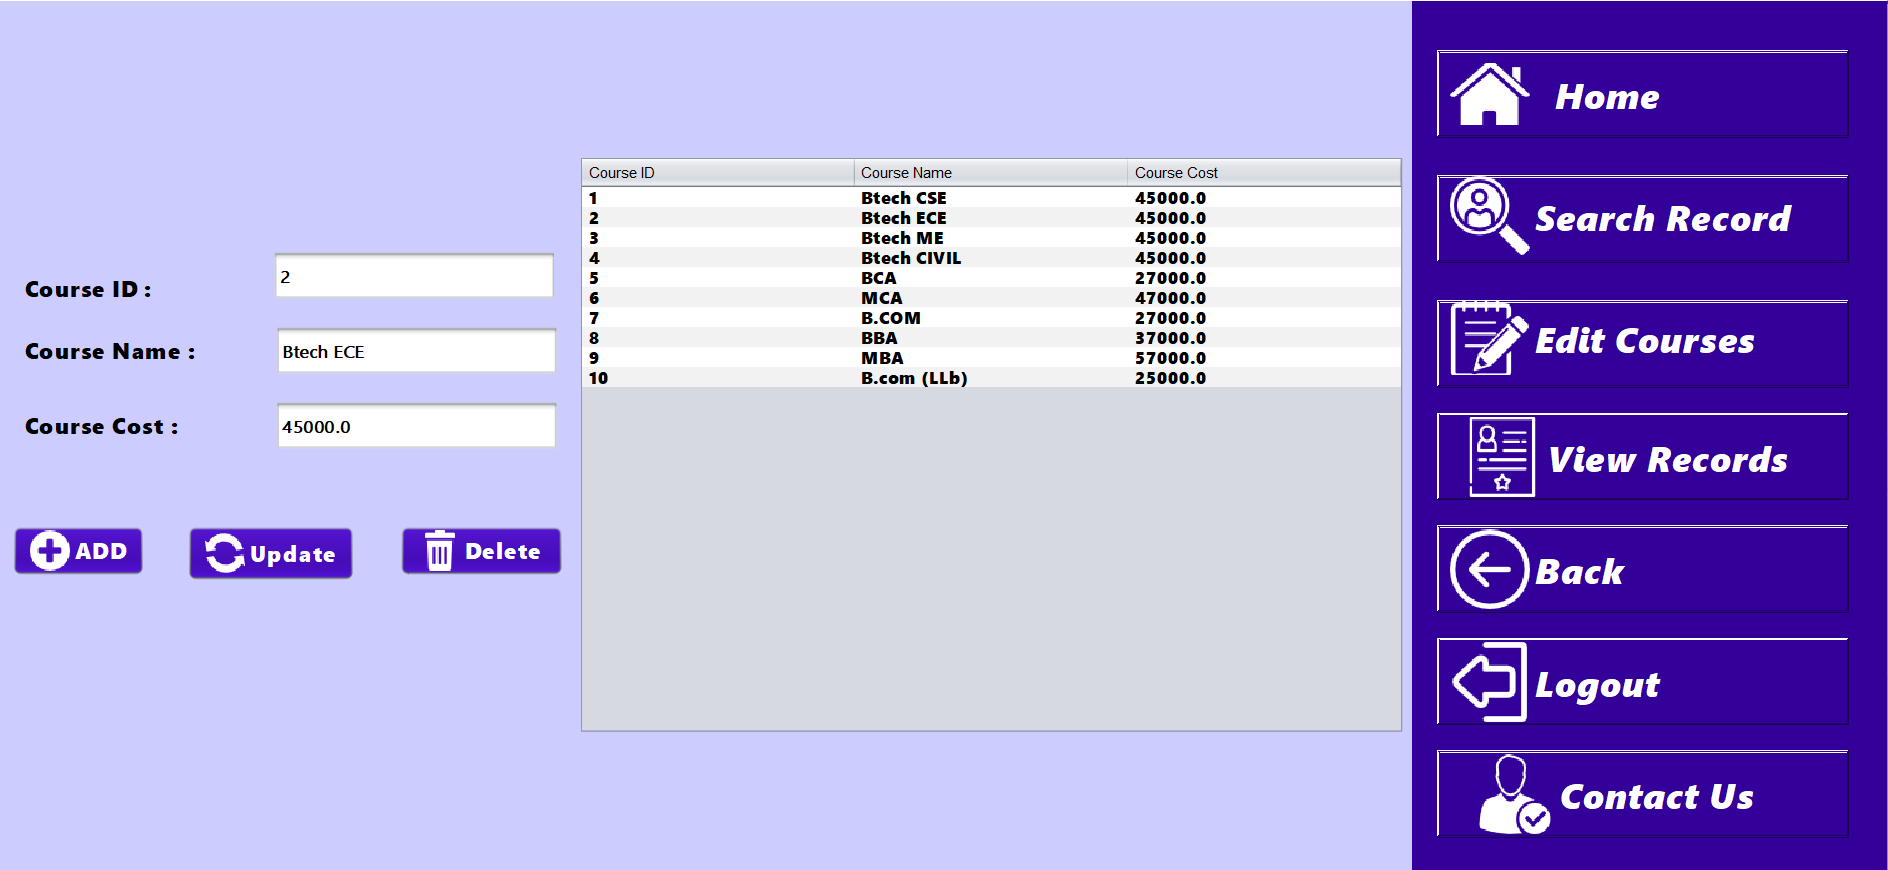 Course ID :
2
Course Name :
Btech ECE
Course Cost :
45000.0
ADD
Update
Delete
Course ID Course Name Course Cost
1 Btech CSE 45000.0
2 Btech ECE 45000.0
3 Btech ME 45000.0
4 Btech CIVIL 45000.0
5 BCA 27000.0
6 MCA 47000.0
7 B.COM 27000.0
8 BBA 37000.0
9 MBA 57000.0
10 B.com (LLb) 25000.0
Home
Search Record
Edit Courses
View Records
Back
Logout
Contact Us